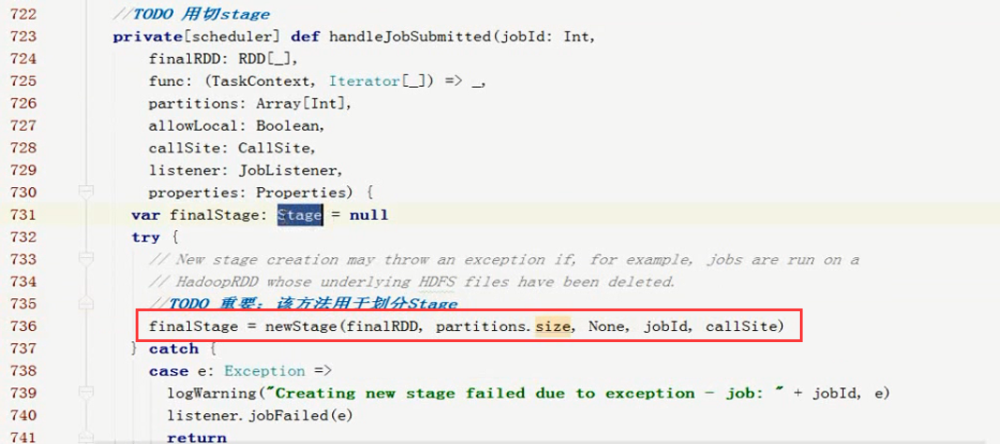 722 //TODO 用切stage
723 private[scheduler] def handleJobSubmitted(jobId: Int,
724 finalRDD: RDD[_],
725 func: (TaskContext, Iterator[_]) => _,
726 partitions: Array[Int],
727 allowLocal: Boolean,
728 callSite: CallSite,
729 listener: JobListener,
730 properties: Properties) {
731 var finalStage: Stage = null
732 try {
733 // New stage creation may throw an exception if, for example, jobs are run on a
734 // HadoopRDD whose underlying HDFS files have been deleted.
735 //TODO 重要: 该方法用于划分Stage
736 finalStage = newStage(finalRDD, partitions.size, None, jobId, callSite)
737 } catch {
738 case e: Exception =>
739 logWarning("Creating new stage failed due to exception - job: " + jobId, e)
740 listener.jobFailed(e)
741 return